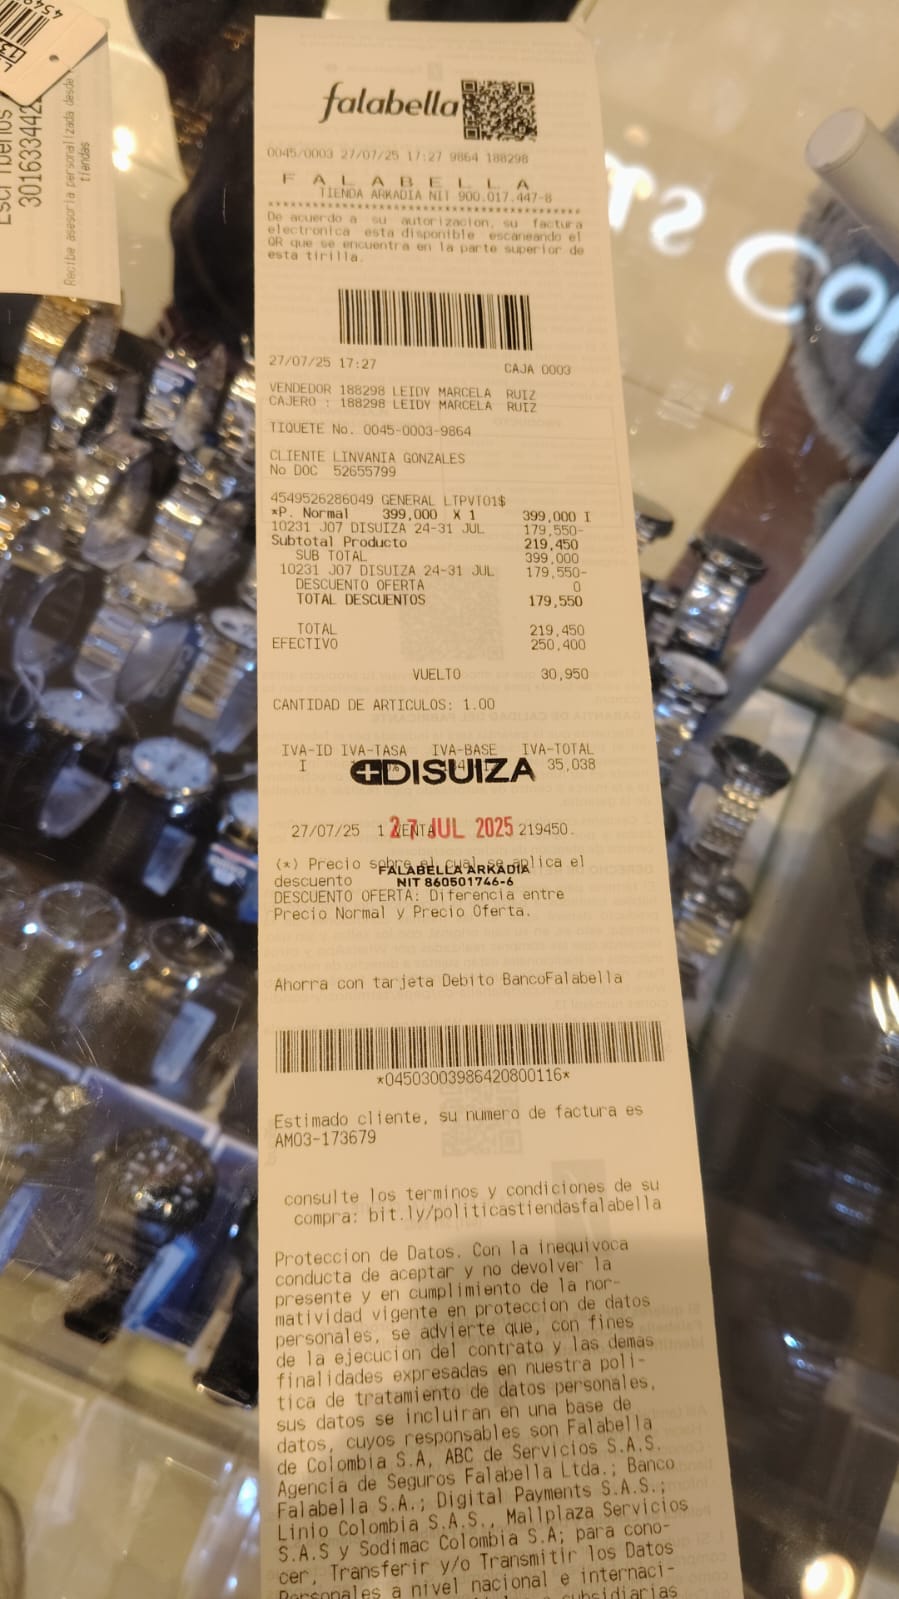 4549
13
Escribenos
301633442
Recibe asesoría personalizada desde
tiendas
falabella
0045/0003 27/07/25 17:27 9864 188298
F A L A B E L L A
TIENDA ARKADIA NIT 900.017.447-8
De acuerdo a su autorizacion, su factura
electronica esta disponible escaneando el
QR que se encuentra en la parte superior de
esta tirilla.
27/07/25 17:27 CAJA 0003
VENDEDOR 188298 LEIDY MARCELA RUIZ
CAJERO : 188298 LEIDY MARCELA RUIZ
TIQUETE No. 0045-0003-9864
CLIENTE LINVANIA GONZALES
No DOC 52655799
4549526286049 GENERAL LTPVT01$
*P. Normal 399,000 X 1 399,000 I
10231 J07 DISUIZA 24-31 JUL 179,550-
Subtotal Producto 219,450
SUB TOTAL 399,000
10231 J07 DISUIZA 24-31 JUL 179,550-
DESCUENTO OFERTA 0
TOTAL DESCUENTOS 179,550
TOTAL 219,450
EFECTIVO 250,400
VUELTO 30,950
CANTIDAD DE ARTICULOS: 1.00
IVA-ID IVA-TASA IVA-BASE IVA-TOTAL
I 35,038
DISUIZA
27/07/25 1 VENTA 219450.
27 JUL 2025
(*) Precio sobre el cual se aplica el
FALABELLA ARKADIA
descuento
NIT 860501746-6
DESCUENTO OFERTA: Diferencia entre
Precio Normal y Precio Oferta.
Ahorra con tarjeta Debito BancoFalabella
*04503003986420800116*
Estimado cliente, su numero de factura es
AM03-173679
consulte los terminos y condiciones de su
compra: bit.ly/politicastiendasfalabella
Proteccion de Datos. Con la inequivoca
conducta de aceptar y no devolver la
presente y en cumplimiento de la nor-
matividad vigente en proteccion de datos
personales, se advierte que, con fines
de la ejecucion del contrato y las demas
finalidades expresadas en nuestra poli-
tica de tratamiento de datos personales,
sus datos se incluiran en una base de
datos, cuyos responsables son Falabella
de Colombia S.A, ABC de Servicios S.A.S.
Agencia de Seguros Falabella Ltda.; Banco
Falabella S.A.; Digital Payments S.A.S.;
Linio Colombia S.A.S., Mallplaza Servicios
S.A.S y Sodimac Colombia S.A; para cono-
cer, Transferir y/o Transmitir los Datos
Personales a nivel nacional e internaci-
subsidiarias